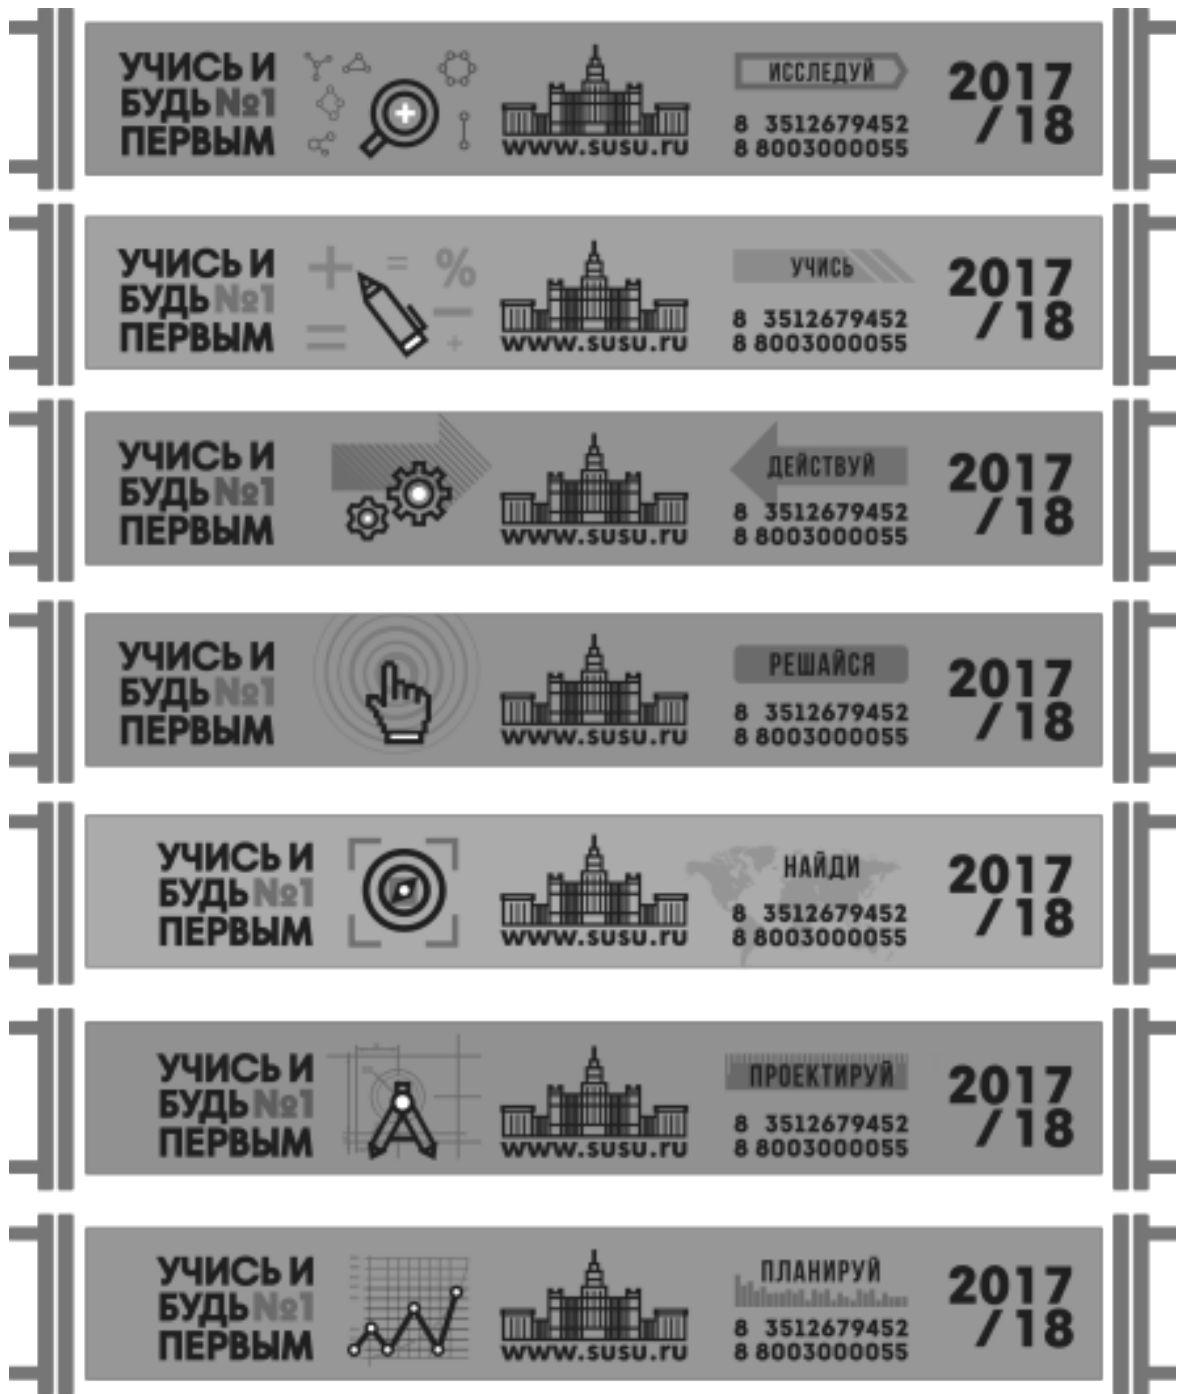 УЧИСЬ И
БУДЬ №1
ПЕРВЫМ
www.susu.ru
ИССЛЕДУЙ
8 3512679452
8 8003000055
2017
/18
УЧИСЬ И
БУДЬ №1
ПЕРВЫМ
+ = %
= − +
www.susu.ru
УЧИСЬ
8 3512679452
8 8003000055
2017
/18
УЧИСЬ И
БУДЬ №1
ПЕРВЫМ
www.susu.ru
ДЕЙСТВУЙ
8 3512679452
8 8003000055
2017
/18
УЧИСЬ И
БУДЬ №1
ПЕРВЫМ
www.susu.ru
РЕШАЙСЯ
8 3512679452
8 8003000055
2017
/18
УЧИСЬ И
БУДЬ №1
ПЕРВЫМ
www.susu.ru
НАЙДИ
8 3512679452
8 8003000055
2017
/18
УЧИСЬ И
БУДЬ №1
ПЕРВЫМ
www.susu.ru
ПРОЕКТИРУЙ
8 3512679452
8 8003000055
2017
/18
УЧИСЬ И
БУДЬ №1
ПЕРВЫМ
www.susu.ru
ПЛАНИРУЙ
8 3512679452
8 8003000055
2017
/18